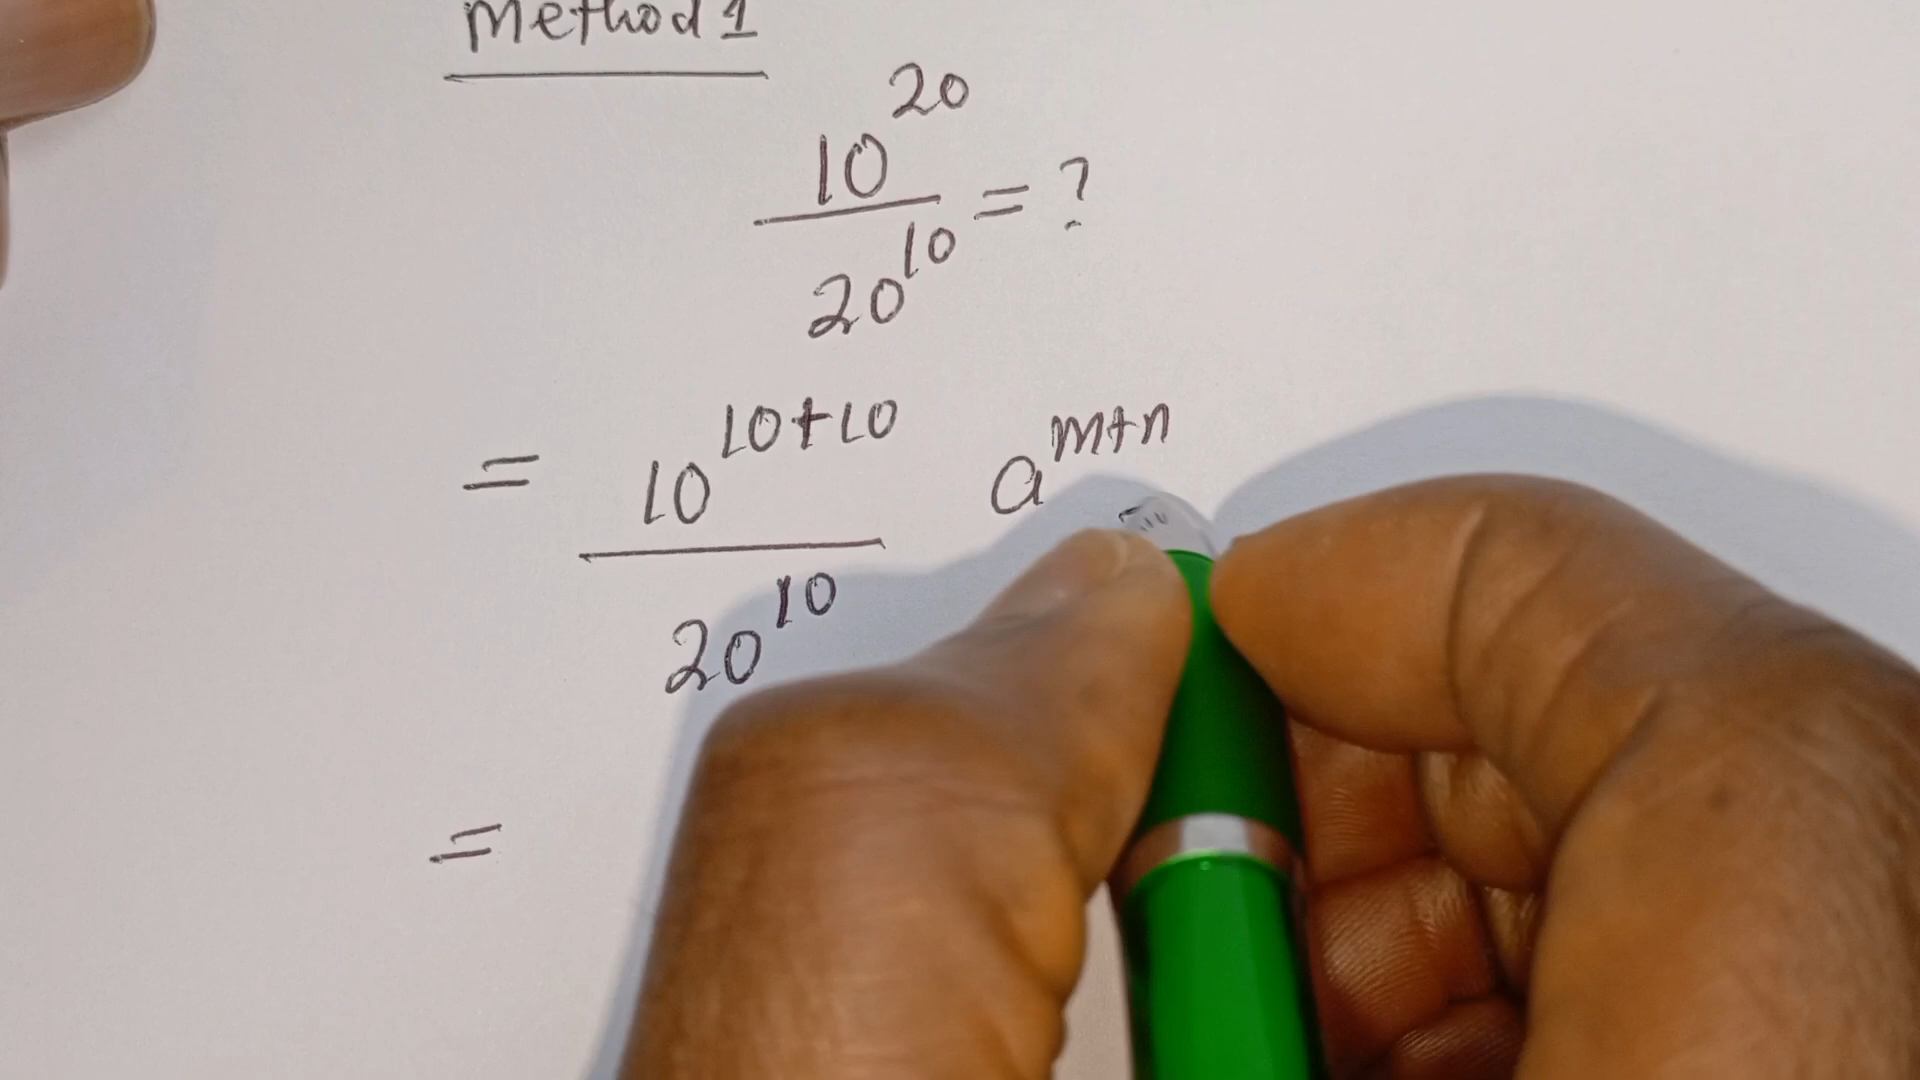 Method 1
10^20
———— = ?
20^10
= 10^10+10 a^m+n
————
20^10
=